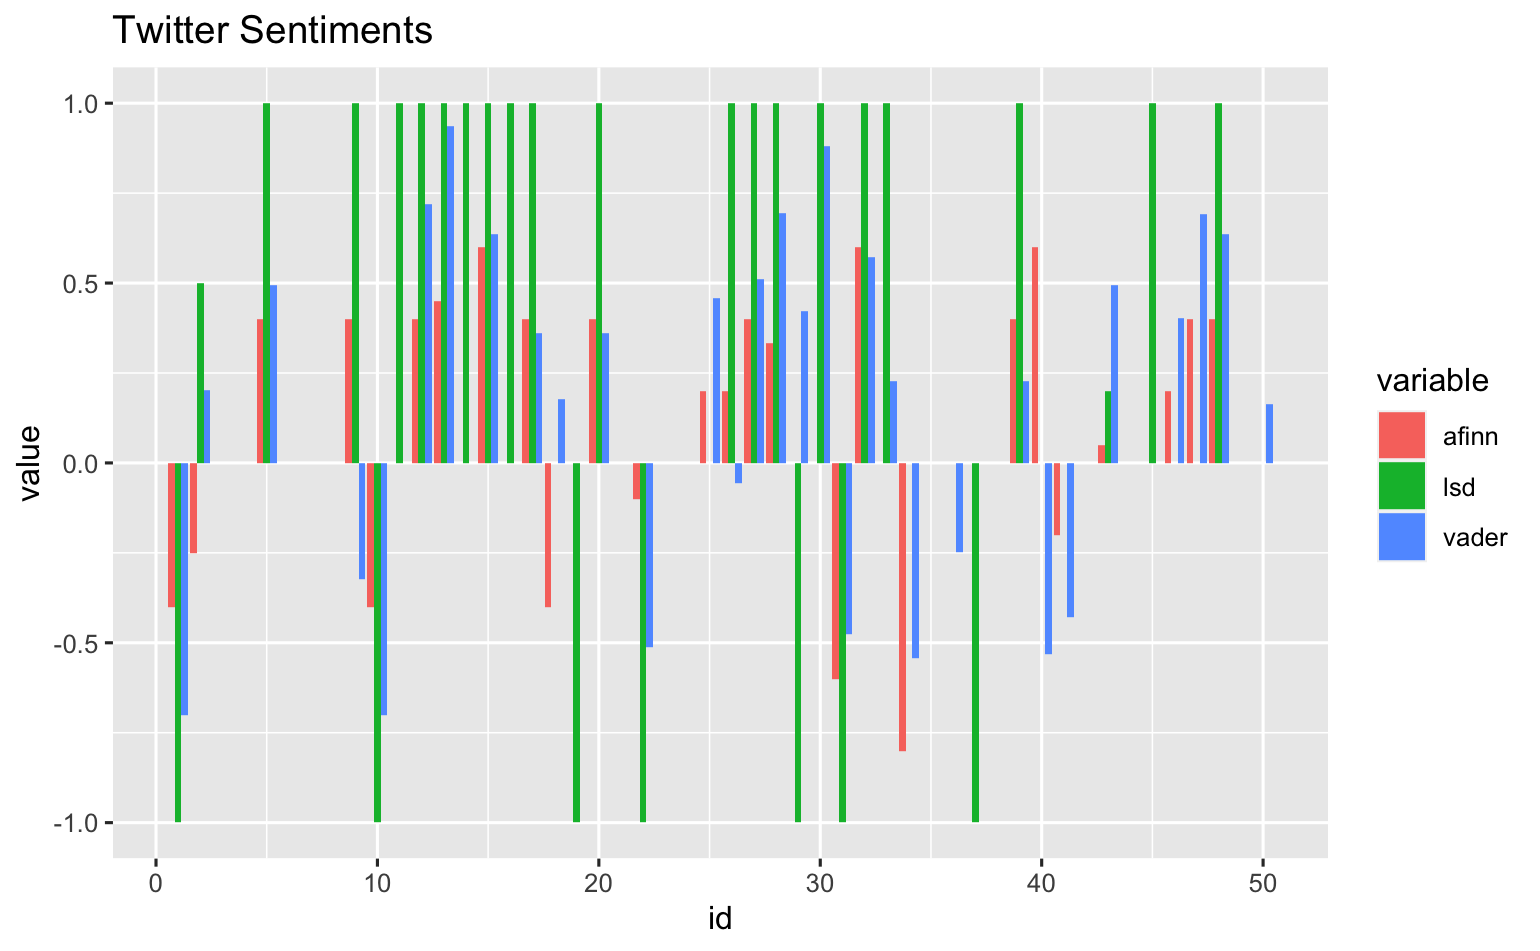 Twitter Sentiments
1.0
0.5
0.0
-0.5
-1.0
value
0 10 20 30 40 50
id
variable
afinn
lsd
vader